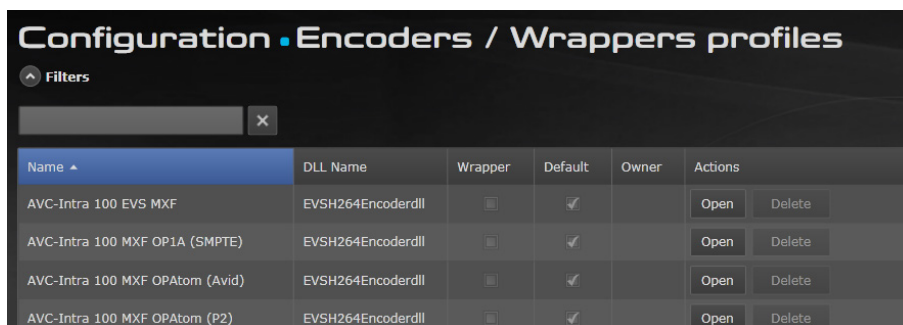 Configuration • Encoders / Wrappers profiles
Filters
Name DLL Name Wrapper Default Owner Actions
AVC-Intra 100 EVS MXF EVSH264Encoderdll Open Delete
AVC-Intra 100 MXF OP1A (SMPTE) EVSH264Encoderdll Open Delete
AVC-Intra 100 MXF OPAtom (Avid) EVSH264Encoderdll Open Delete
AVC-Intra 100 MXF OPAtom (P2) EVSH264Encoderdll Open Delete